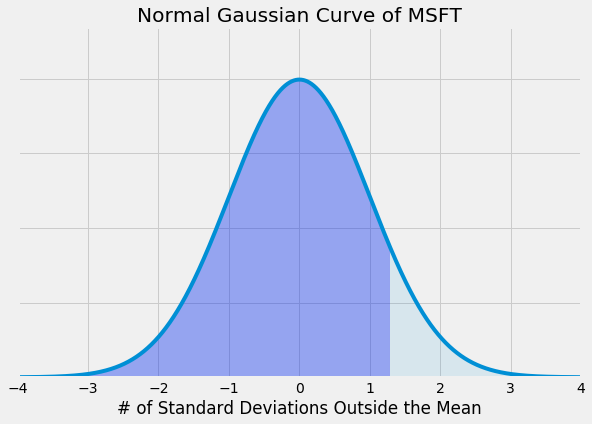 Normal Gaussian Curve of MSFT
−4 −3 −2 −1 0 1 2 3 4
# of Standard Deviations Outside the Mean